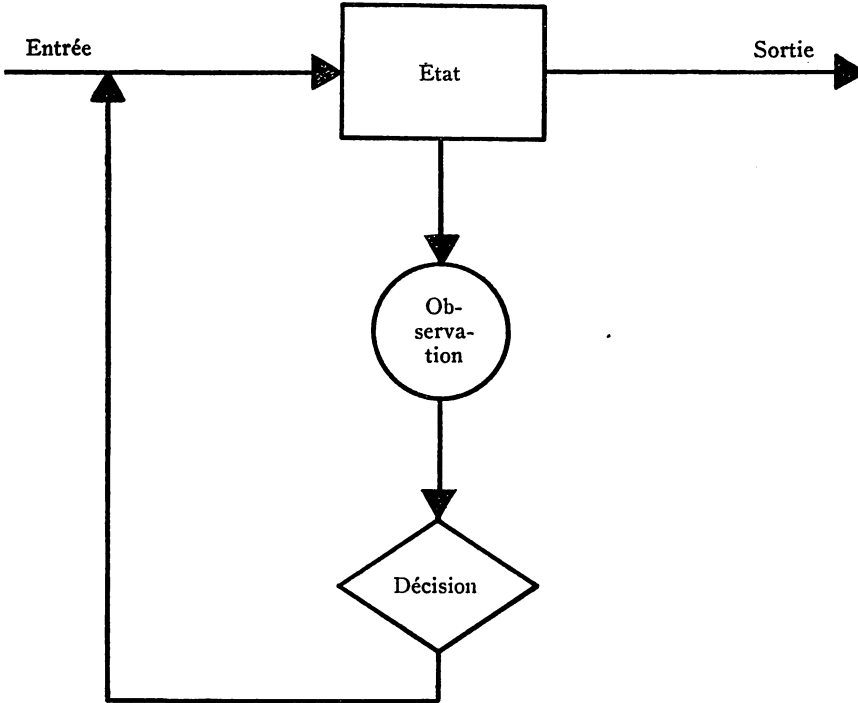 Entrée
État
Sortie
Ob-
serva-
tion
Décision